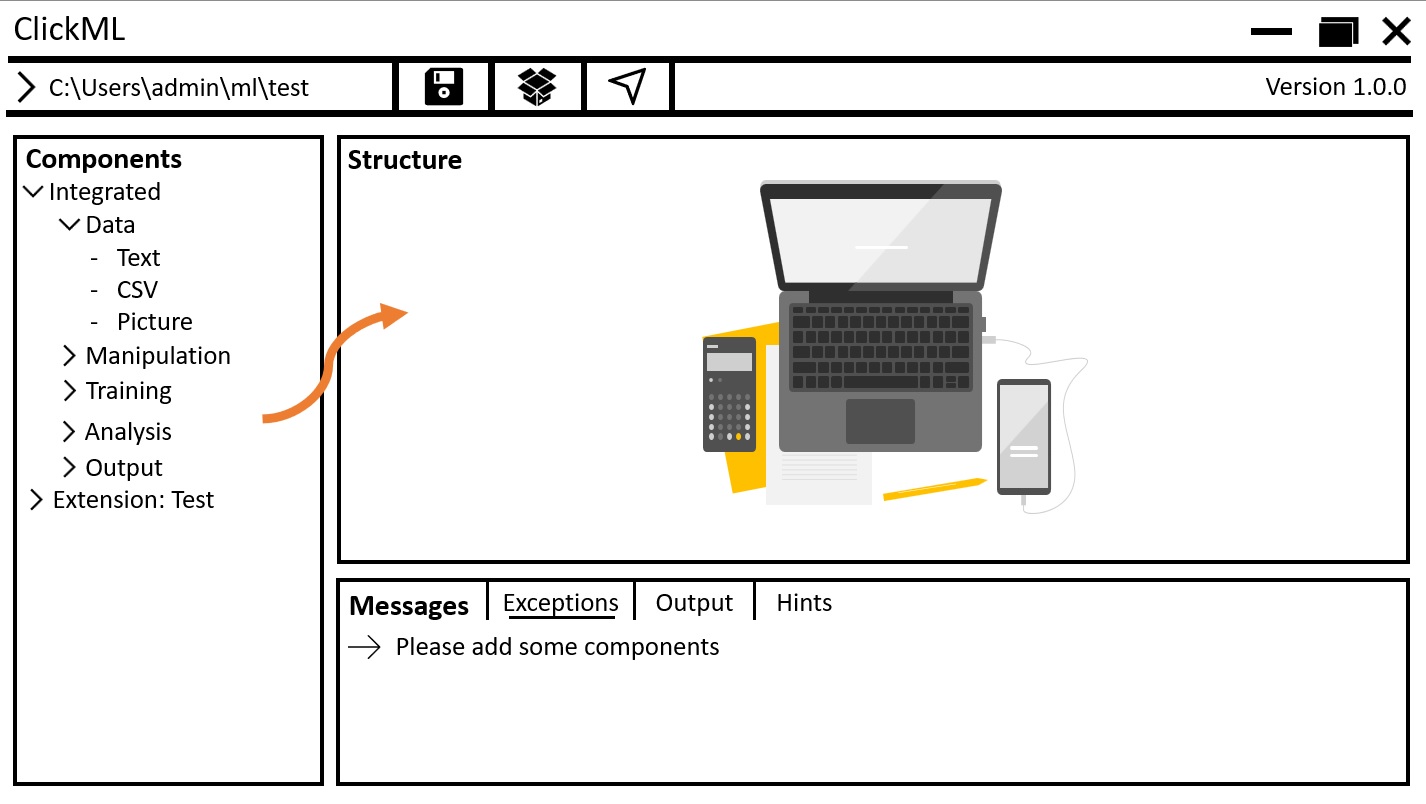 ClickML
C:\Users\admin\ml\test
Version 1.0.0
Components
Integrated
Data
- Text
- CSV
- Picture
Manipulation
Training
Analysis
Output
Extension: Test
Structure
Messages
Exceptions
Output
Hints
Please add some components